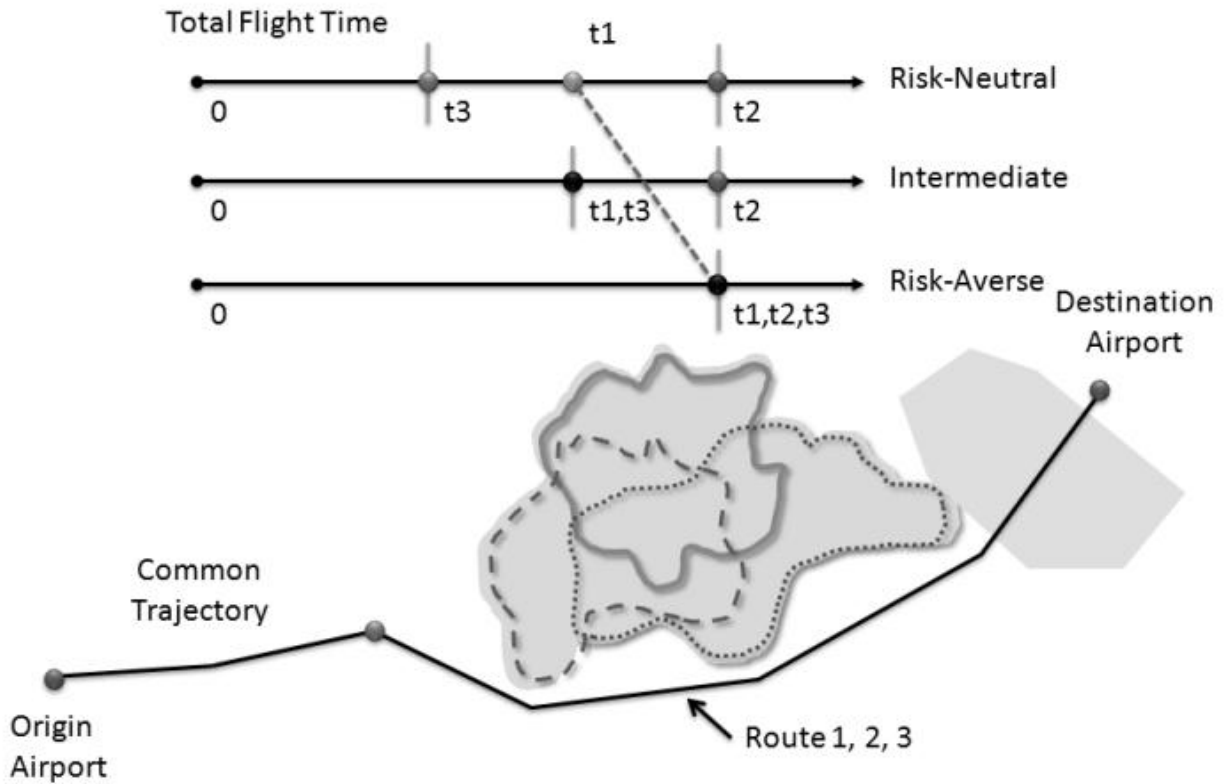 Total Flight Time
t1
Risk-Neutral
0
t3
t2
Intermediate
0
t1,t3
t2
Risk-Averse
0
t1,t2,t3
Destination
Airport
Common
Trajectory
Origin
Airport
Route 1, 2, 3